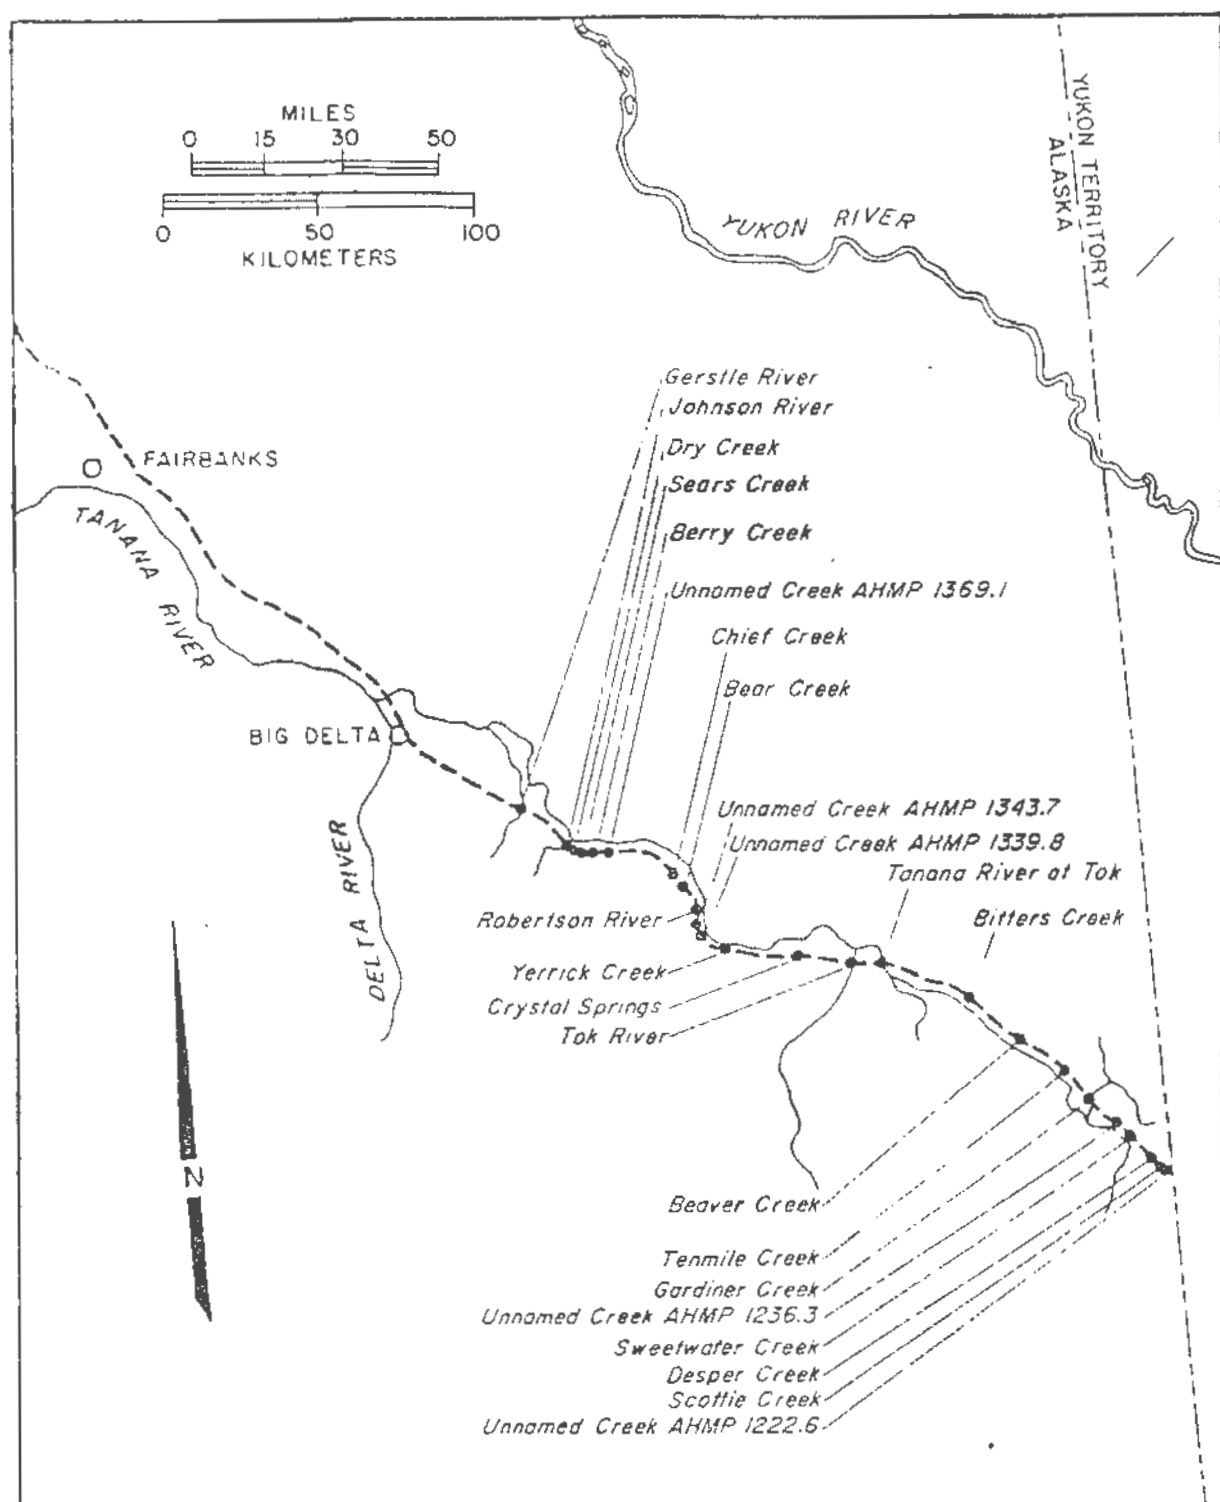 MILES
0 15 30 50
0 50 100
KILOMETERS
YUKON RIVER
YUKON TERRITORY
ALASKA
Gerstle River
Johnson River
Dry Creek
Sears Creek
Berry Creek
Unnamed Creek AHMP 1369.1
Chief Creek
Bear Creek
FAIRBANKS
TANANA RIVER
BIG DELTA
DELTA RIVER
Unnamed Creek AHMP 1343.7
Unnamed Creek AHMP 1339.8
Tanana River at Tok
Bitters Creek
Robertson River
Yerrick Creek
Crystal Springs
Tok River
N
Beaver Creek
Tenmile Creek
Gardiner Creek
Unnamed Creek AHMP 1236.3
Sweetwater Creek
Desper Creek
Scottie Creek
Unnamed Creek AHMP 1222.6